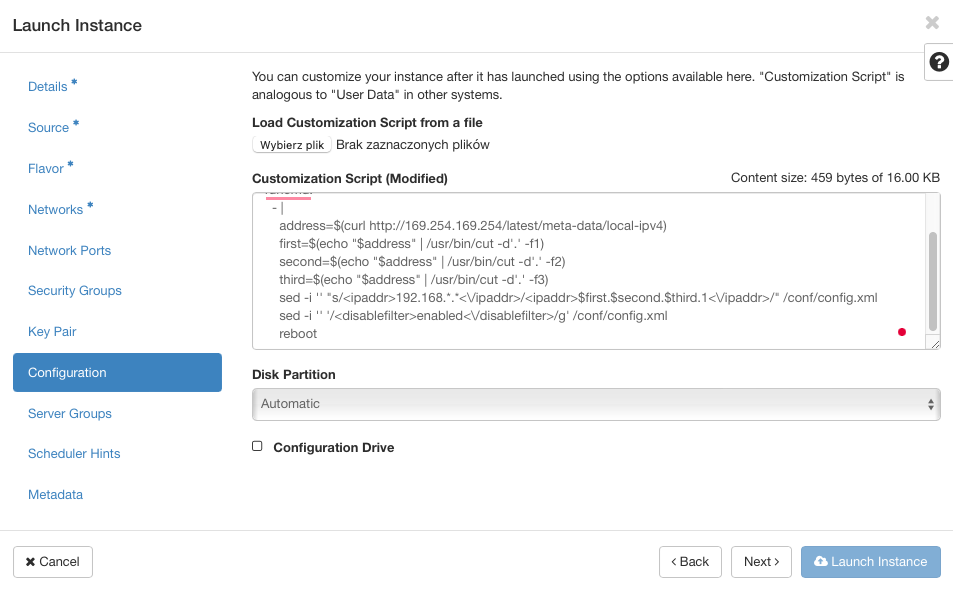 Launch Instance
Details *
Source *
Flavor *
Networks *
Network Ports
Security Groups
Key Pair
Configuration
Server Groups
Scheduler Hints
Metadata
You can customize your instance after it has launched using the options available here. "Customization Script" is
analogous to "User Data" in other systems.
Load Customization Script from a file
Wybierz plik Brak zaznaczonych plików
Customization Script (Modified) Content size: 459 bytes of 16.00 KB
- |
address=$(curl http://169.254.169.254/latest/meta-data/local-ipv4)
first=$(echo "$address" | /usr/bin/cut -d'.' -f1)
second=$(echo "$address" | /usr/bin/cut -d'.' -f2)
third=$(echo "$address" | /usr/bin/cut -d'.' -f3)
sed -i '' "s/<ipaddr>192.168.*.*<\/ipaddr>/<ipaddr>$first.$second.$third.1<\/ipaddr>/" /conf/config.xml
sed -i '' '/<disablefilter>enabled<\/disablefilter>/g' /conf/config.xml
reboot
Disk Partition
Automatic
Configuration Drive
Cancel
Back
Next
Launch Instance